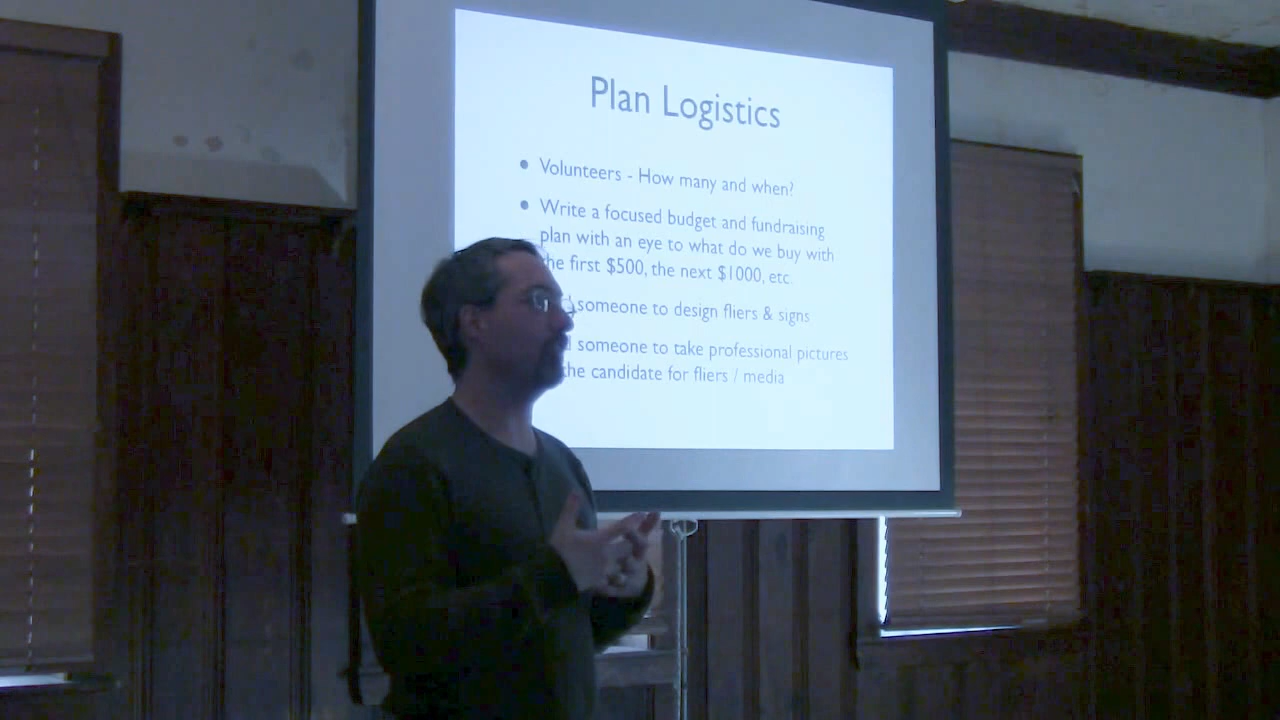 Plan Logistics
• Volunteers - How many and when?
• Write a focused budget and fundraising
plan with an eye to what do we buy with
he first $500, the next $1000, etc.
someone to design fliers & signs
someone to take professional pictures
the candidate for fliers / media